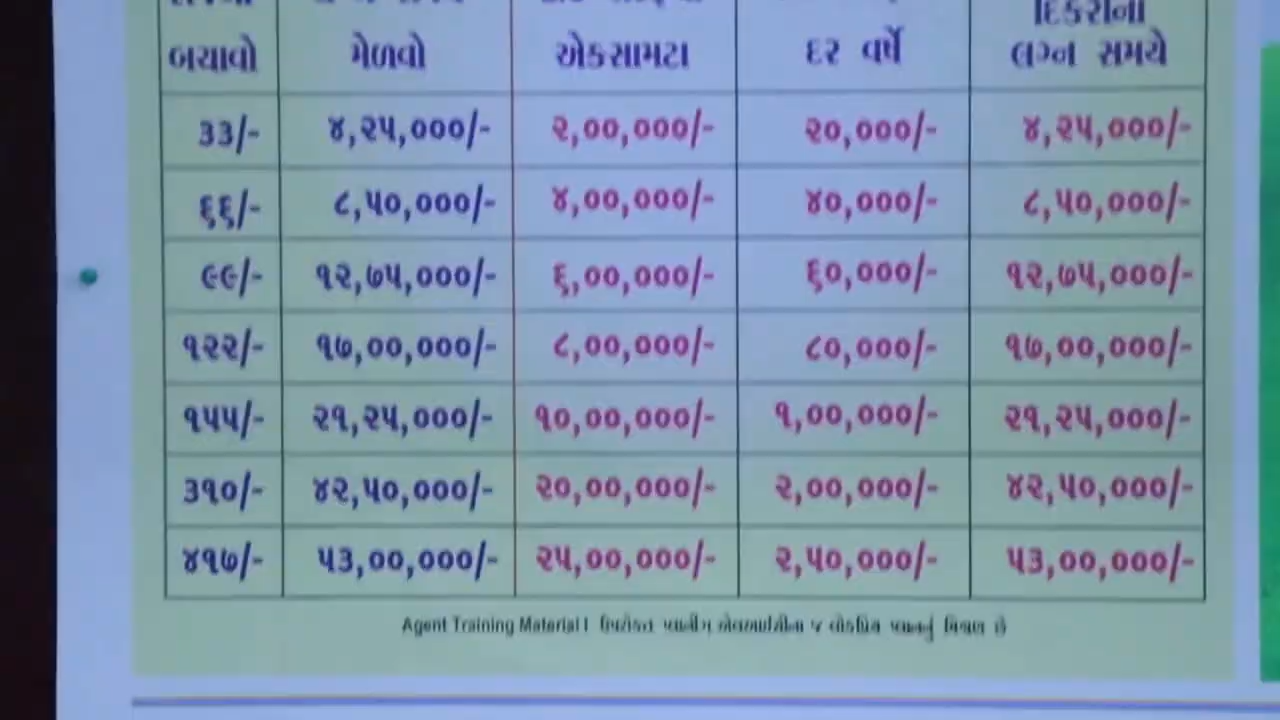 દિકરીના
બચાવો મેળવો એકસામટા દર વર્ષે લગ્ન સમયે
૩૩/- ૪,૨૫,૦૦૦/- ૨,૦૦,૦૦૦/- ૨૦,૦૦૦/- ૪,૨૫,૦૦૦/-
૬૬/- ૮,૫૦,૦૦૦/- ૪,૦૦,૦૦૦/- ૪૦,૦૦૦/- ૮,૫૦,૦૦૦/-
૯૯/- ૧૨,૭૫,૦૦૦/- ૬,૦૦,૦૦૦/- ૬૦,૦૦૦/- ૧૨,૭૫,૦૦૦/-
૧૨૨/- ૧૭,૦૦,૦૦૦/- ૮,૦૦,૦૦૦/- ૮૦,૦૦૦/- ૧૭,૦૦,૦૦૦/-
૧૫૫/- ૨૧,૨૫,૦૦૦/- ૧૦,૦૦,૦૦૦/- ૧,૦૦,૦૦૦/- ૨૧,૨૫,૦૦૦/-
૩૧૦/- ૪૨,૫૦,૦૦૦/- ૨૦,૦૦,૦૦૦/- ૨,૦૦,૦૦૦/- ૪૨,૫૦,૦૦૦/-
૪૧૭/- ૫૩,૦૦,૦૦૦/- ૨૫,૦૦,૦૦૦/- ૨,૫૦,૦૦૦/- ૫૩,૦૦,૦૦૦/-
Agent Training Material I ઉપરોકત પ્લાનીંગ એલઆઈસીના જ છે